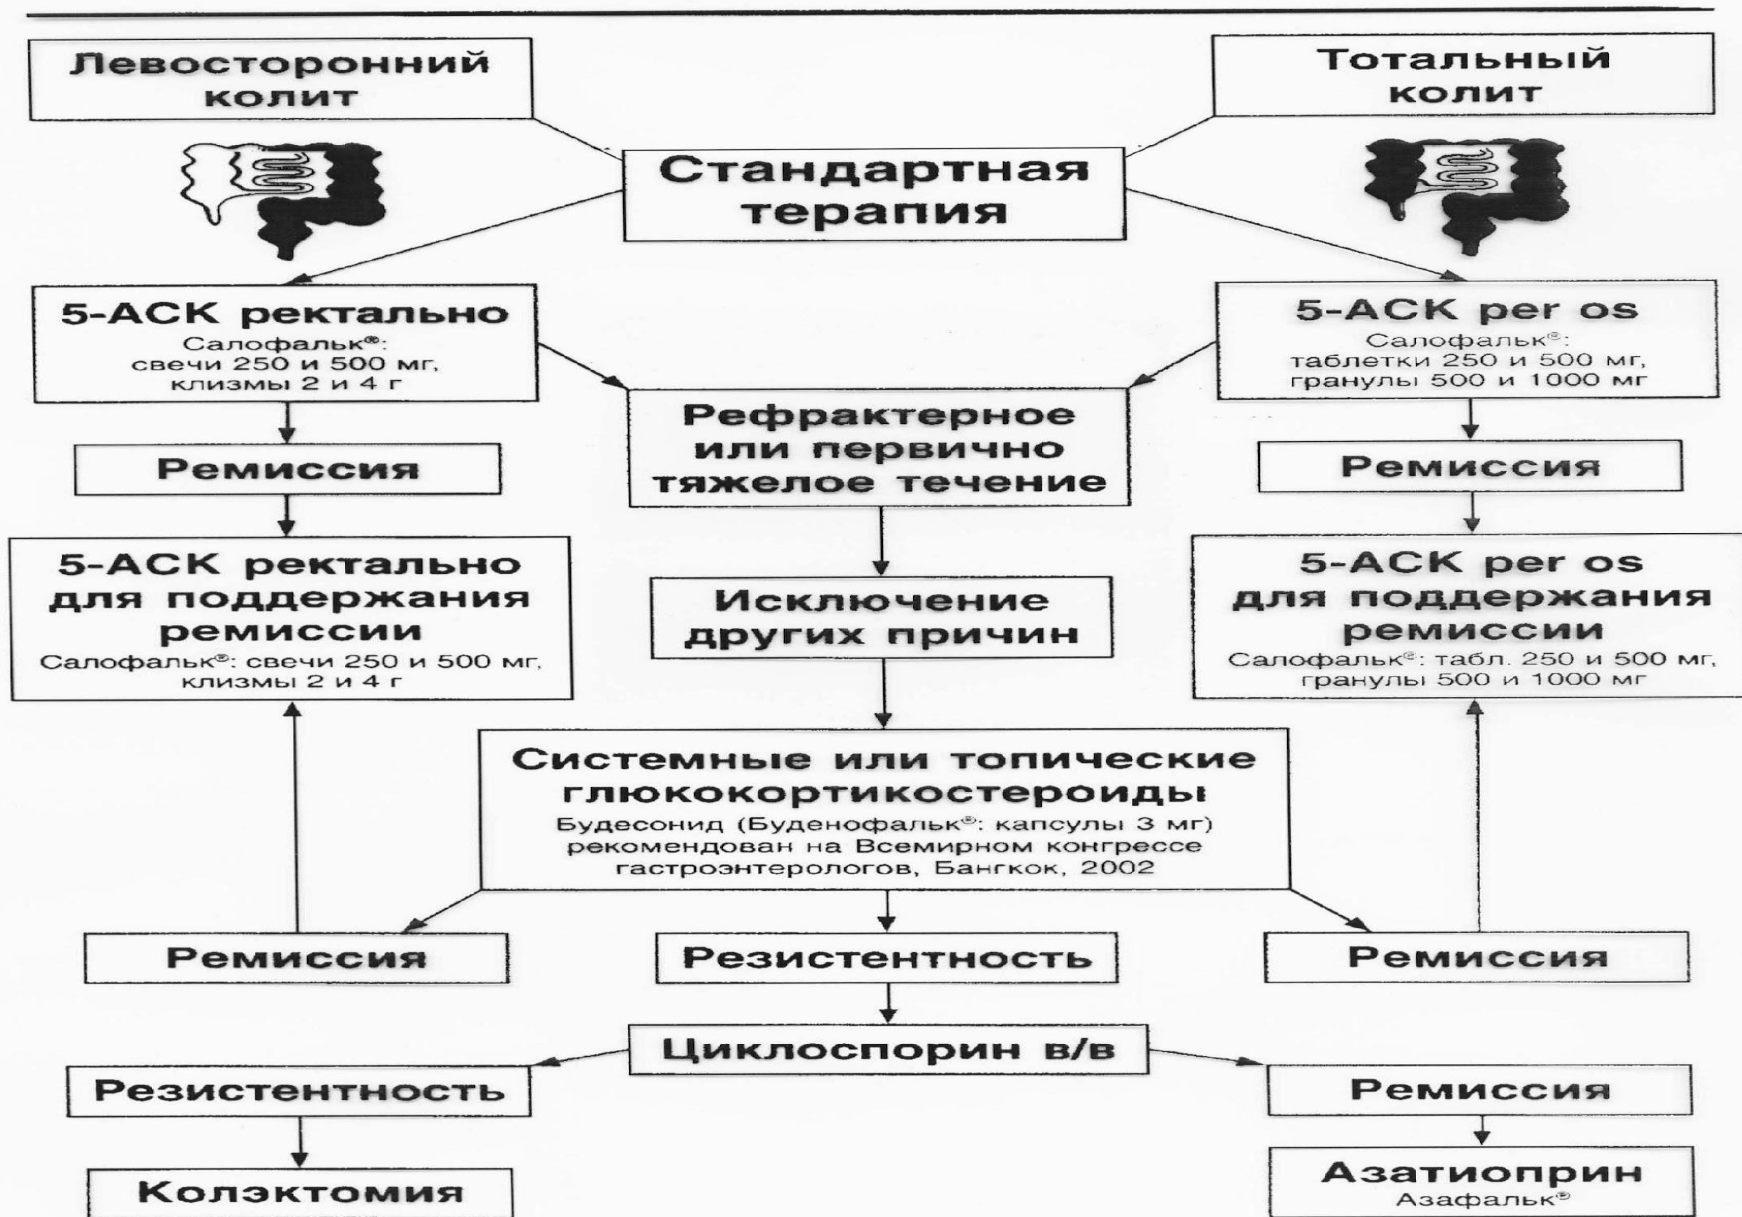 Левосторонний
колит
Тотальный
колит
Стандартная
терапия
5-АСК ректально
Салофальк®:
свечи 250 и 500 мг,
клизмы 2 и 4 г
5-АСК per os
Салофальк®:
таблетки 250 и 500 мг,
гранулы 500 и 1000 мг
Рефрактерное
или первично
тяжелое течение
Ремиссия
Ремиссия
5-АСК ректально
для поддержания
ремиссии
Салофальк®: свечи 250 и 500 мг,
клизмы 2 и 4 г
Исключение
других причин
5-АСК per os
для поддержания
ремиссии
Салофальк®: табл. 250 и 500 мг,
гранулы 500 и 1000 мг
Системные или топические
глюкокортикостероиды
Будесонид (Буденофальк®: капсулы 3 мг)
рекомендован на Всемирном конгрессе
гастроэнтерологов, Бангкок, 2002
Ремиссия
Резистентность
Ремиссия
Циклоспорин в/в
Резистентность
Ремиссия
Колэктомия
Азатиоприн
Азафальк®